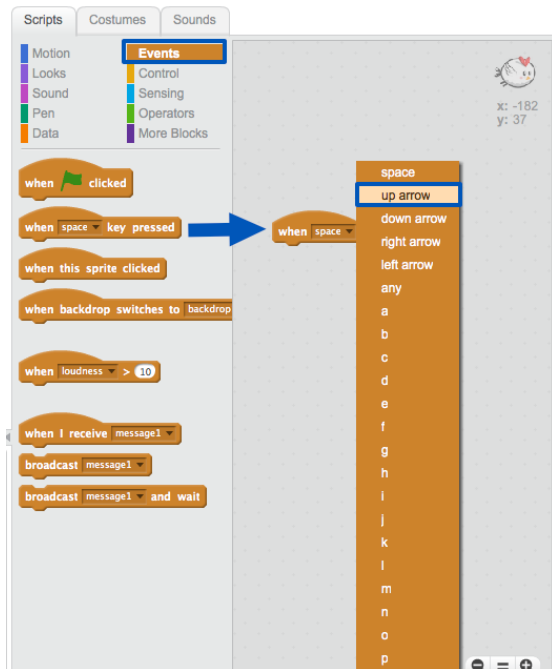 Scripts Costumes Sounds
Motion Events
Looks Control
Sound Sensing
Pen Operators
Data More Blocks
x: -182
y: 37
when clicked
when space key pressed
when this sprite clicked
when backdrop switches to backdrop
when loudness > 10
when I receive message1
broadcast message1
broadcast message1 and wait
when space
space
up arrow
down arrow
right arrow
left arrow
any
a
b
c
d
e
f
g
h
i
j
k
l
m
n
o
p